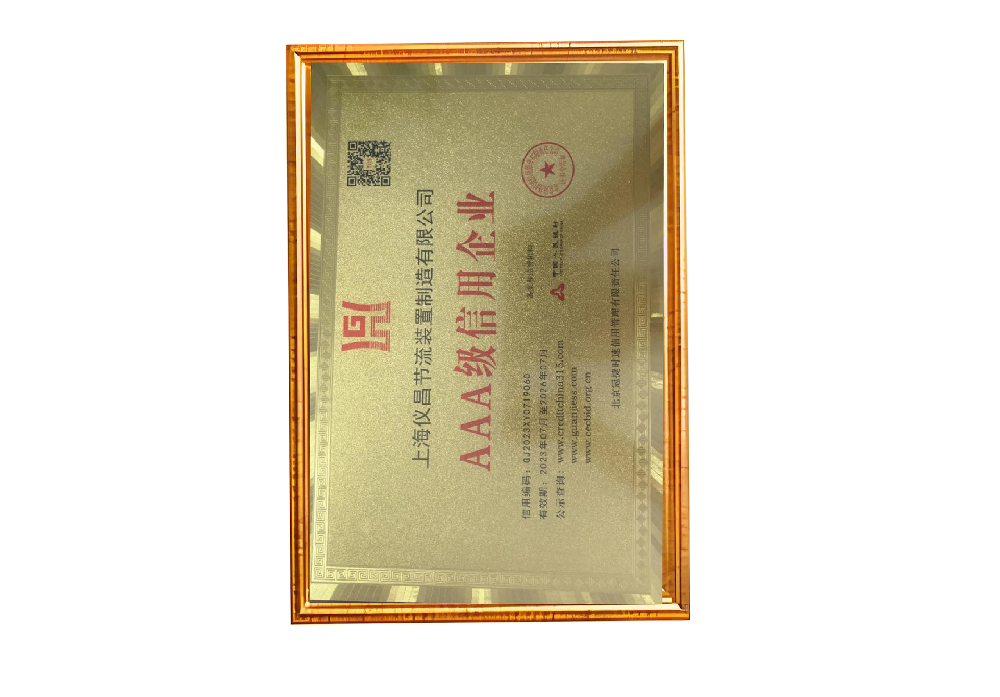 上海仪昌节流装置制造有限公司
AAA级信用企业
信用编码：GJ2023XY0719060
有效期：2023年07月至2026年07月
公示查询：www.creditchina315.com
www.guanjiess.com
www.cecbid.org.cn
北京冠捷时速信用管理有限责任公司